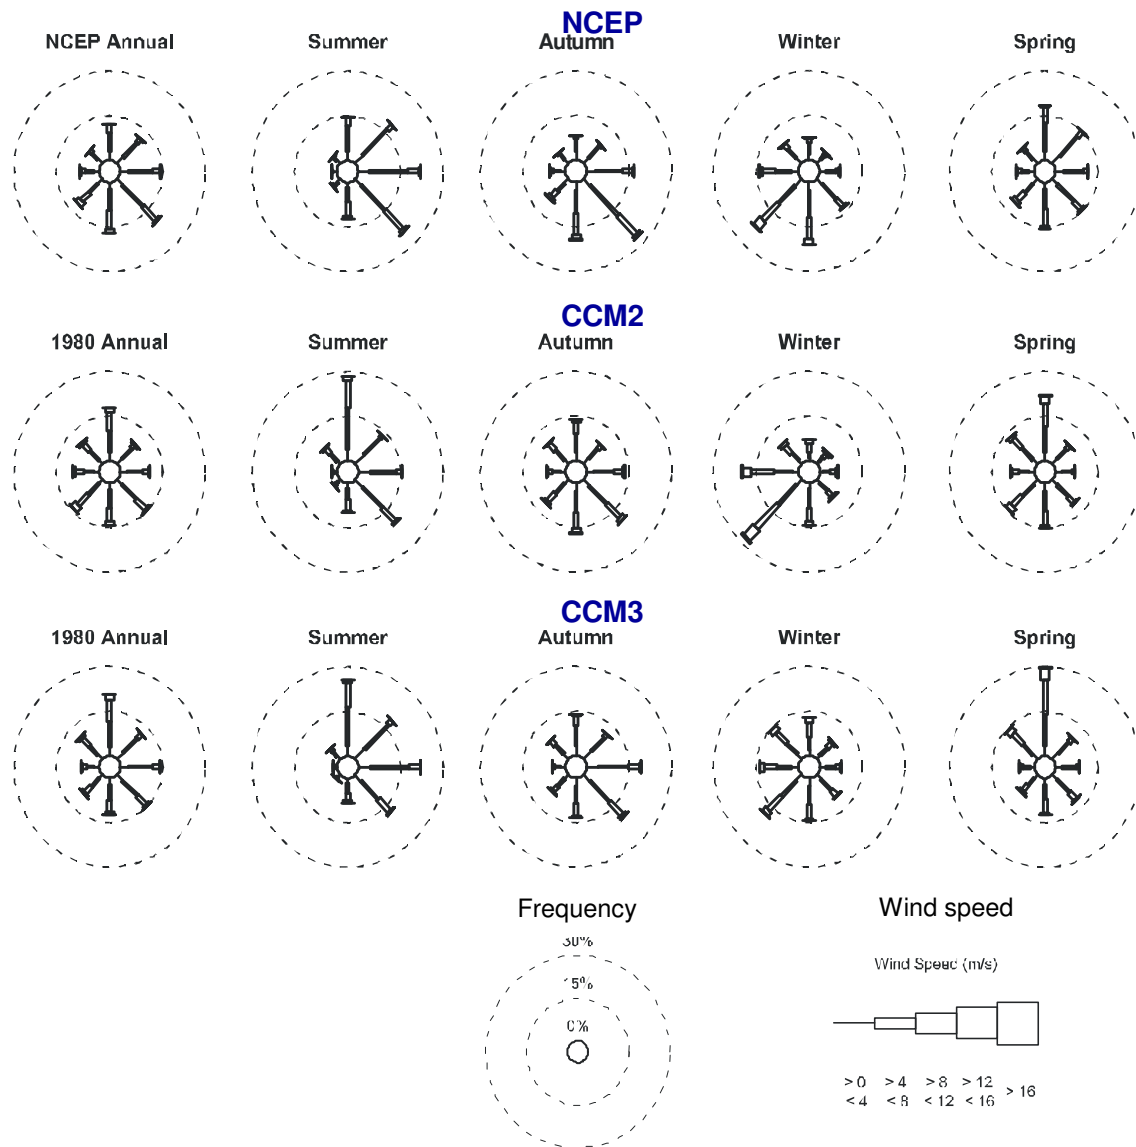 NCEP
NCEP Annual Summer Autumn Winter Spring
CCM2
1980 Annual Summer Autumn Winter Spring
CCM3
1980 Annual Summer Autumn Winter Spring
Frequency Wind speed
30%
Wind Speed (m/s)
15%
0%
> 0 > 4 > 8 > 12 > 16
< 4 < 8 < 12 < 16